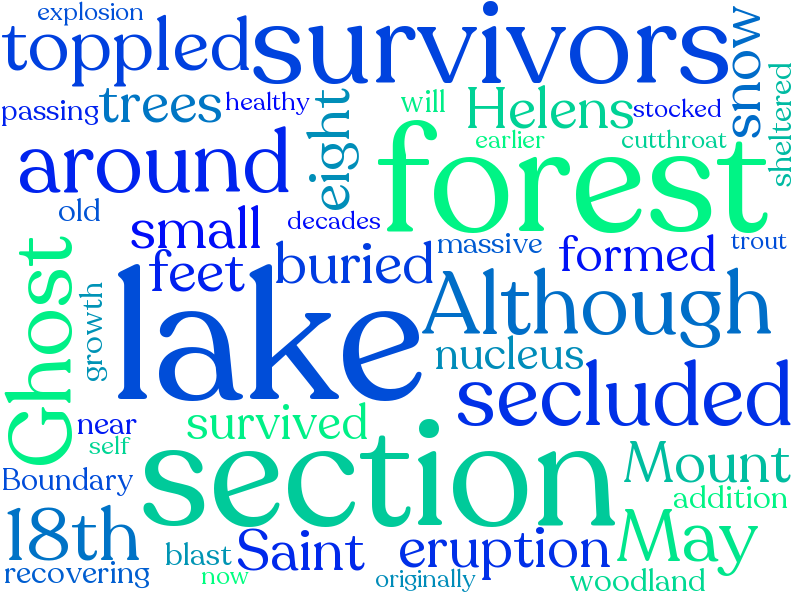 explosion
toppled
survivors
snow
passing
trees
healthy
eight
will
Helens
stocked
sheltered
earlier
cutthroat
around
forest
old
small
decades
feet
buried
massive
formed
trout
Ghost
growth
lake
Although
nucleus
secluded
near
self
survived
Boundary
section
Mount
addition
18th
recovering
blast
now
Saint
eruption
May
originally
woodland